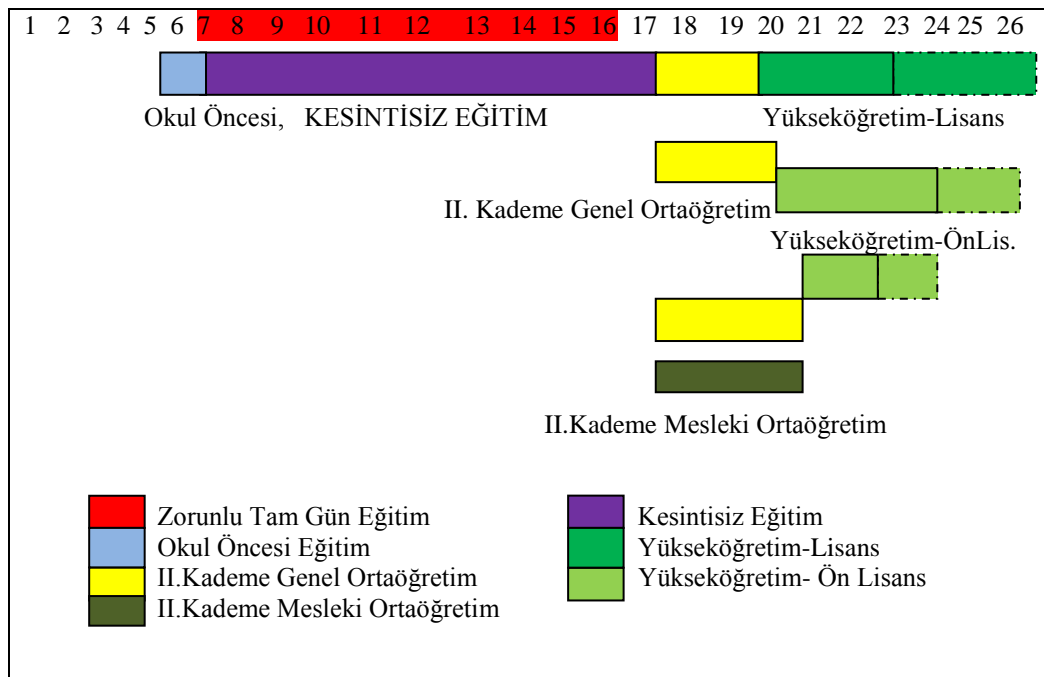 1 2 3 4 5 6 7 8 9 10 11 12 13 14 15 16 17 18 19 20 22 23 24 25 26
Okul Öncesi, KESİNTİSİZ EĞİTİM Yükseköğretim-Lisans
II. Kademe Genel Ortaöğretim
Yükseköğretim-ÖnLis.
II.Kademe Mesleki Ortaöğretim
Zorunlu Tam Gün Eğitim
Okul Öncesi Eğitim
II.Kademe Genel Ortaöğretim
II.Kademe Mesleki Ortaöğretim
Kesintisiz Eğitim
Yükseköğretim-Lisans
Yükseköğretim- Ön Lisans